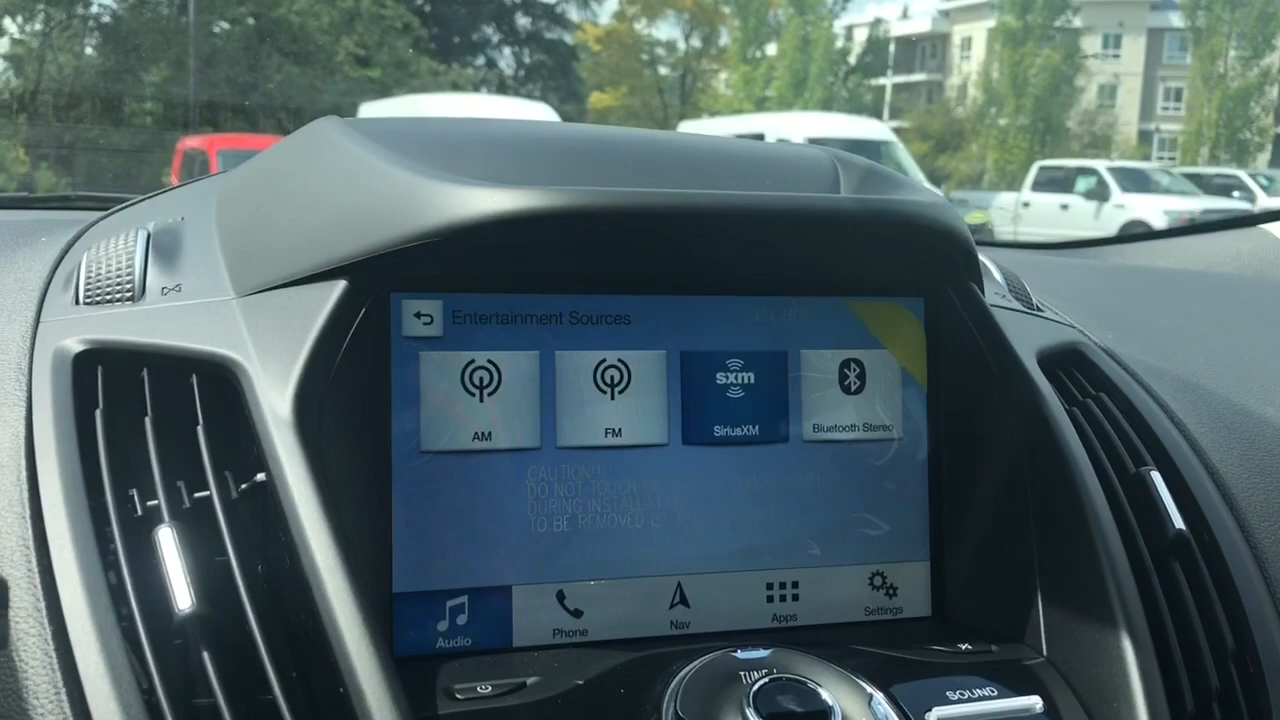 Entertainment Sources
AM
FM
sxm
SiriusXM
Bluetooth Stereo
CAUTION!
DO NOT TOUCH
DURING
TO BE REMOVED
Audio
Phone
Nav
Apps
Settings
TUNE
SOUND